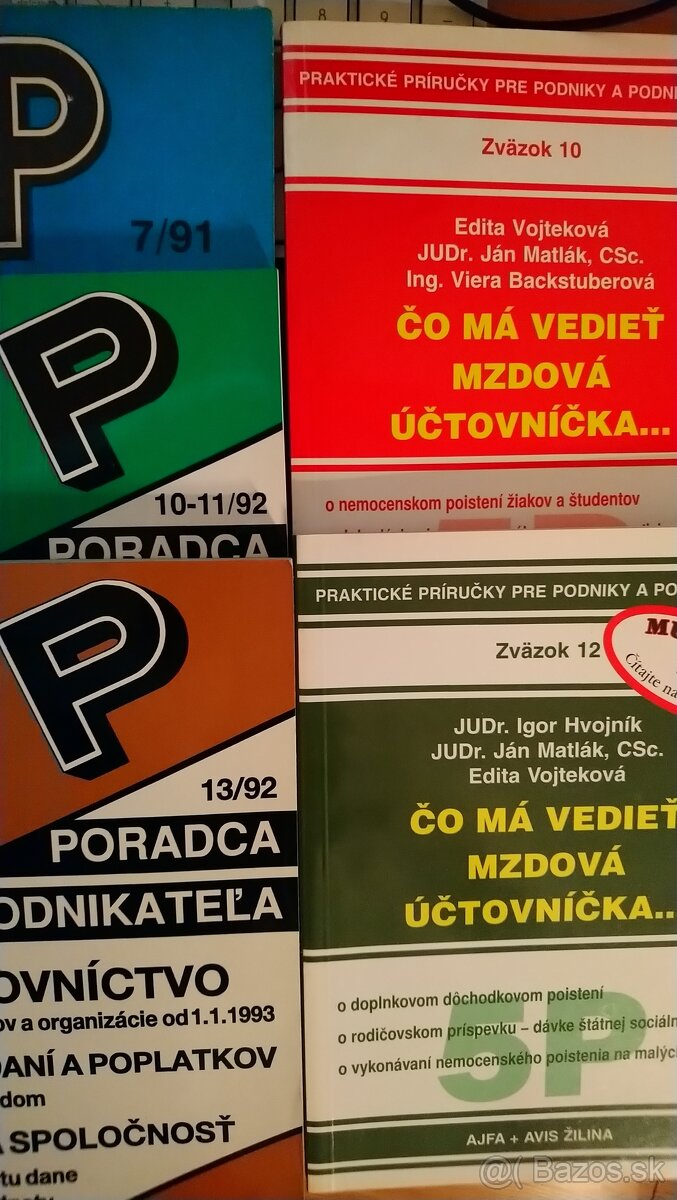 P
7/91
P
10-11/92
PORADCA
P
13/92
PORADCA
ODNIKATEĽA
OVNÍCTVO
ov a organizácie od 1.1.1993
DANÍ A POPLATKOV
dom
A SPOLOČNOSŤ
tu dane
PRAKTICKÉ PRÍRUČKY PRE PODNIKY A PODNI
Zväzok 10
Edita Vojteková
JUDr. Ján Matlák, CSc.
Ing. Viera Backstuberová
ČO MÁ VEDIEŤ
MZDOVÁ
ÚČTOVNÍČKA...
o nemocenskom poistení žiakov a študentov
PRAKTICKÉ PRÍRUČKY PRE PODNIKY A PO
Zväzok 12
MU
Čítajte na
JUDr. Igor Hvojník
JUDr. Ján Matlák, CSc.
Edita Vojteková
ČO MÁ VEDIEŤ
MZDOVÁ
ÚČTOVNÍČKA...
o doplnkovom dôchodkovom poistení
o rodičovskom príspevku – dávke štátnej sociáln
o vykonávaní nemocenského poistenia na malých
5P
AJFA + AVIS ŽILINA
Bazos.sk